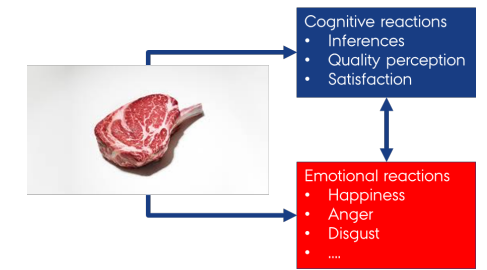 Cognitive reactions
• Inferences
• Quality perception
• Satisfaction
Emotional reactions
• Happiness
• Anger
• Disgust
• ....